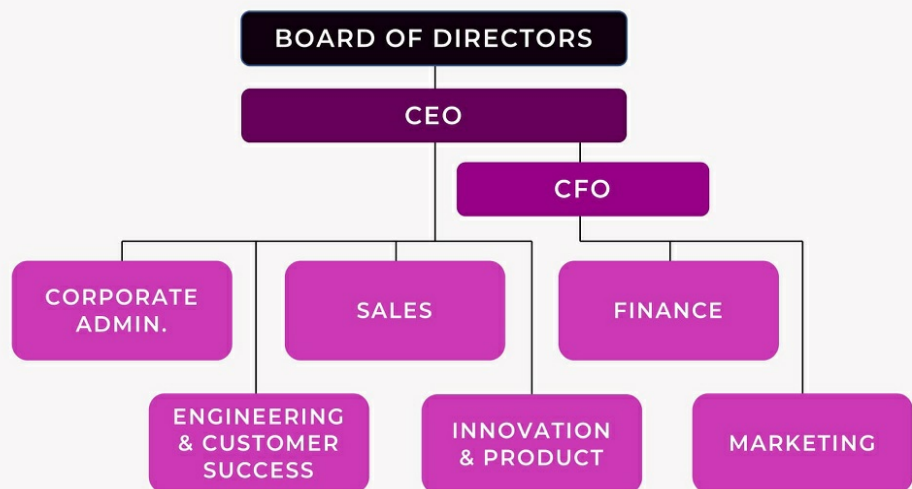 BOARD OF DIRECTORS
CEO
CFO
CORPORATE
ADMIN.
SALES
FINANCE
ENGINEERING
& CUSTOMER
SUCCESS
INNOVATION
& PRODUCT
MARKETING